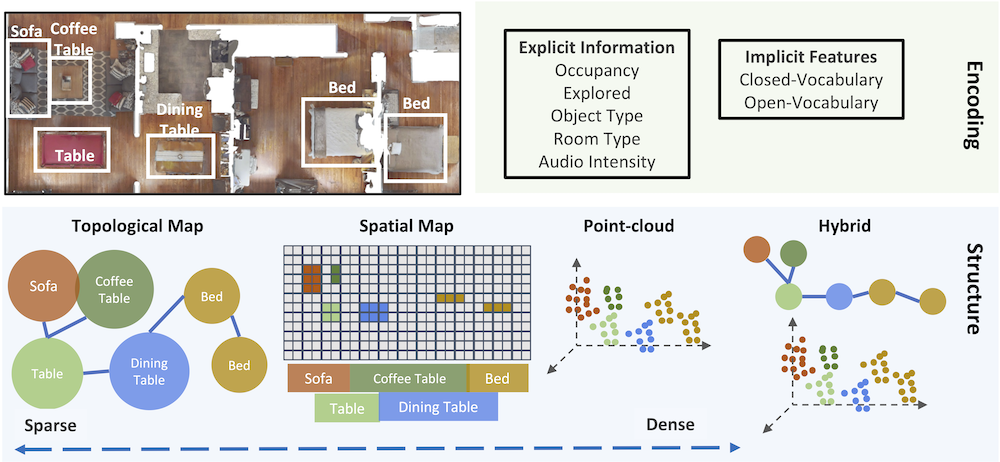 Sofa
Coffee
Table
Dining
Table
Table
Bed
Bed
Explicit Information
Occupancy
Explored
Object Type
Room Type
Audio Intensity
Implicit Features
Closed-Vocabulary
Open-Vocabulary
Encoding
Topological Map
Spatial Map
Point-cloud
Hybrid
Structure
Sofa
Coffee
Table
Bed
Table
Dining
Table
Bed
Sofa
Coffee Table
Bed
Table
Dining Table
Sparse
Dense